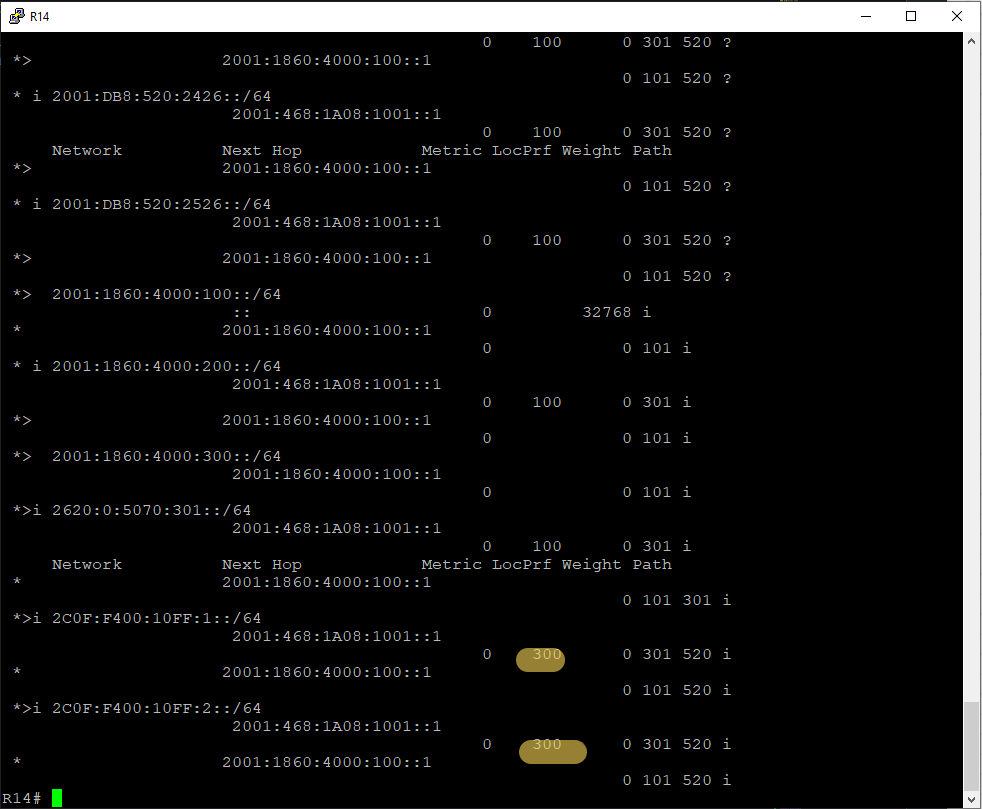 R14
0 100 0 301 520 ?
*> 2001:1860:4000:100::1
0 101 520 ?
* i 2001:DB8:520:2426::/64
2001:468:1A08:1001::1
0 100 0 301 520 ?
Network Next Hop Metric LocPrf Weight Path
*> 2001:1860:4000:100::1
0 101 520 ?
* i 2001:DB8:520:2526::/64
2001:468:1A08:1001::1
0 100 0 301 520 ?
*> 2001:1860:4000:100::1
0 101 520 ?
*> 2001:1860:4000:100::/64
:: 0 32768 i
* 2001:1860:4000:100::1
0 0 101 i
* i 2001:1860:4000:200::/64
2001:468:1A08:1001::1
0 100 0 301 i
*> 2001:1860:4000:100::1
0 0 101 i
*> 2001:1860:4000:300::/64
2001:1860:4000:100::1
0 0 101 i
*>i 2620:0:5070:301::/64
2001:468:1A08:1001::1
0 100 0 301 i
Network Next Hop Metric LocPrf Weight Path
* 2001:1860:4000:100::1
0 101 301 i
*>i 2C0F:F400:10FF:1::/64
2001:468:1A08:1001::1
0 300 0 301 520 i
* 2001:1860:4000:100::1
0 101 520 i
*>i 2C0F:F400:10FF:2::/64
2001:468:1A08:1001::1
0 300 0 301 520 i
* 2001:1860:4000:100::1
0 101 520 i
R14#